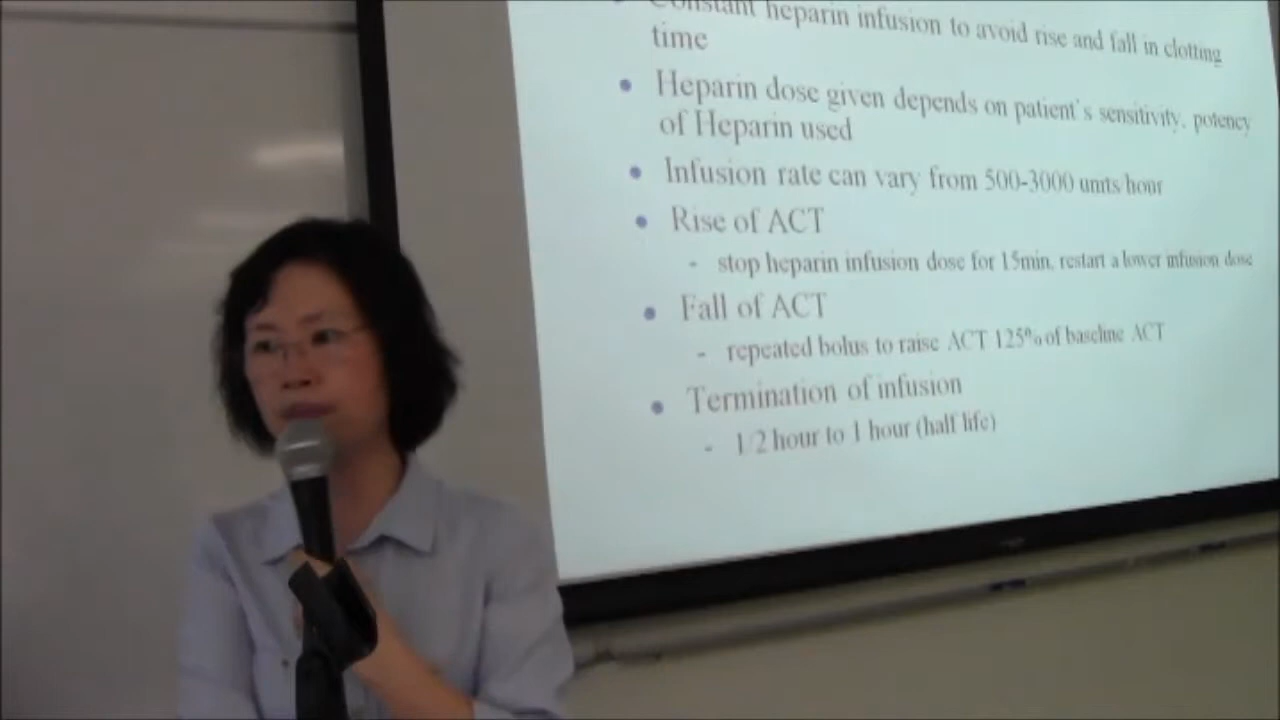 Constant heparin infusion to avoid rise and fall in clotting
time
• Heparin dose given depends on patient's sensitivity, potency
of Heparin used
• Infusion rate can vary from 500-3000 units/hour
• Rise of ACT
- stop heparin infusion dose for 15min, restart a lower infusion dose
• Fall of ACT
- repeated bolus to raise ACT 125% of baseline ACT
• Termination of infusion
- 1/2 hour to 1 hour (half life)